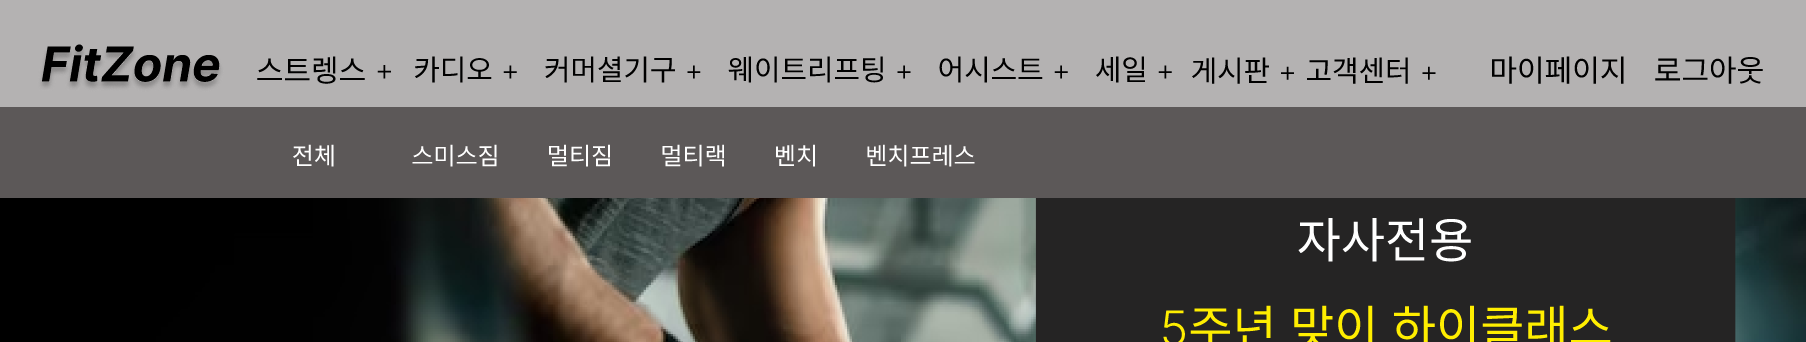 FitZone 스트렝스 + 카디오 + 커머셜기구 + 웨이트리프팅 + 어시스트 + 세일 + 게시판 + 고객센터 + 마이페이지 로그아웃
전체 스미스짐 멀티짐 멀티랙 벤치 벤치프레스
자사전용
5주년 맞이 하이클래스